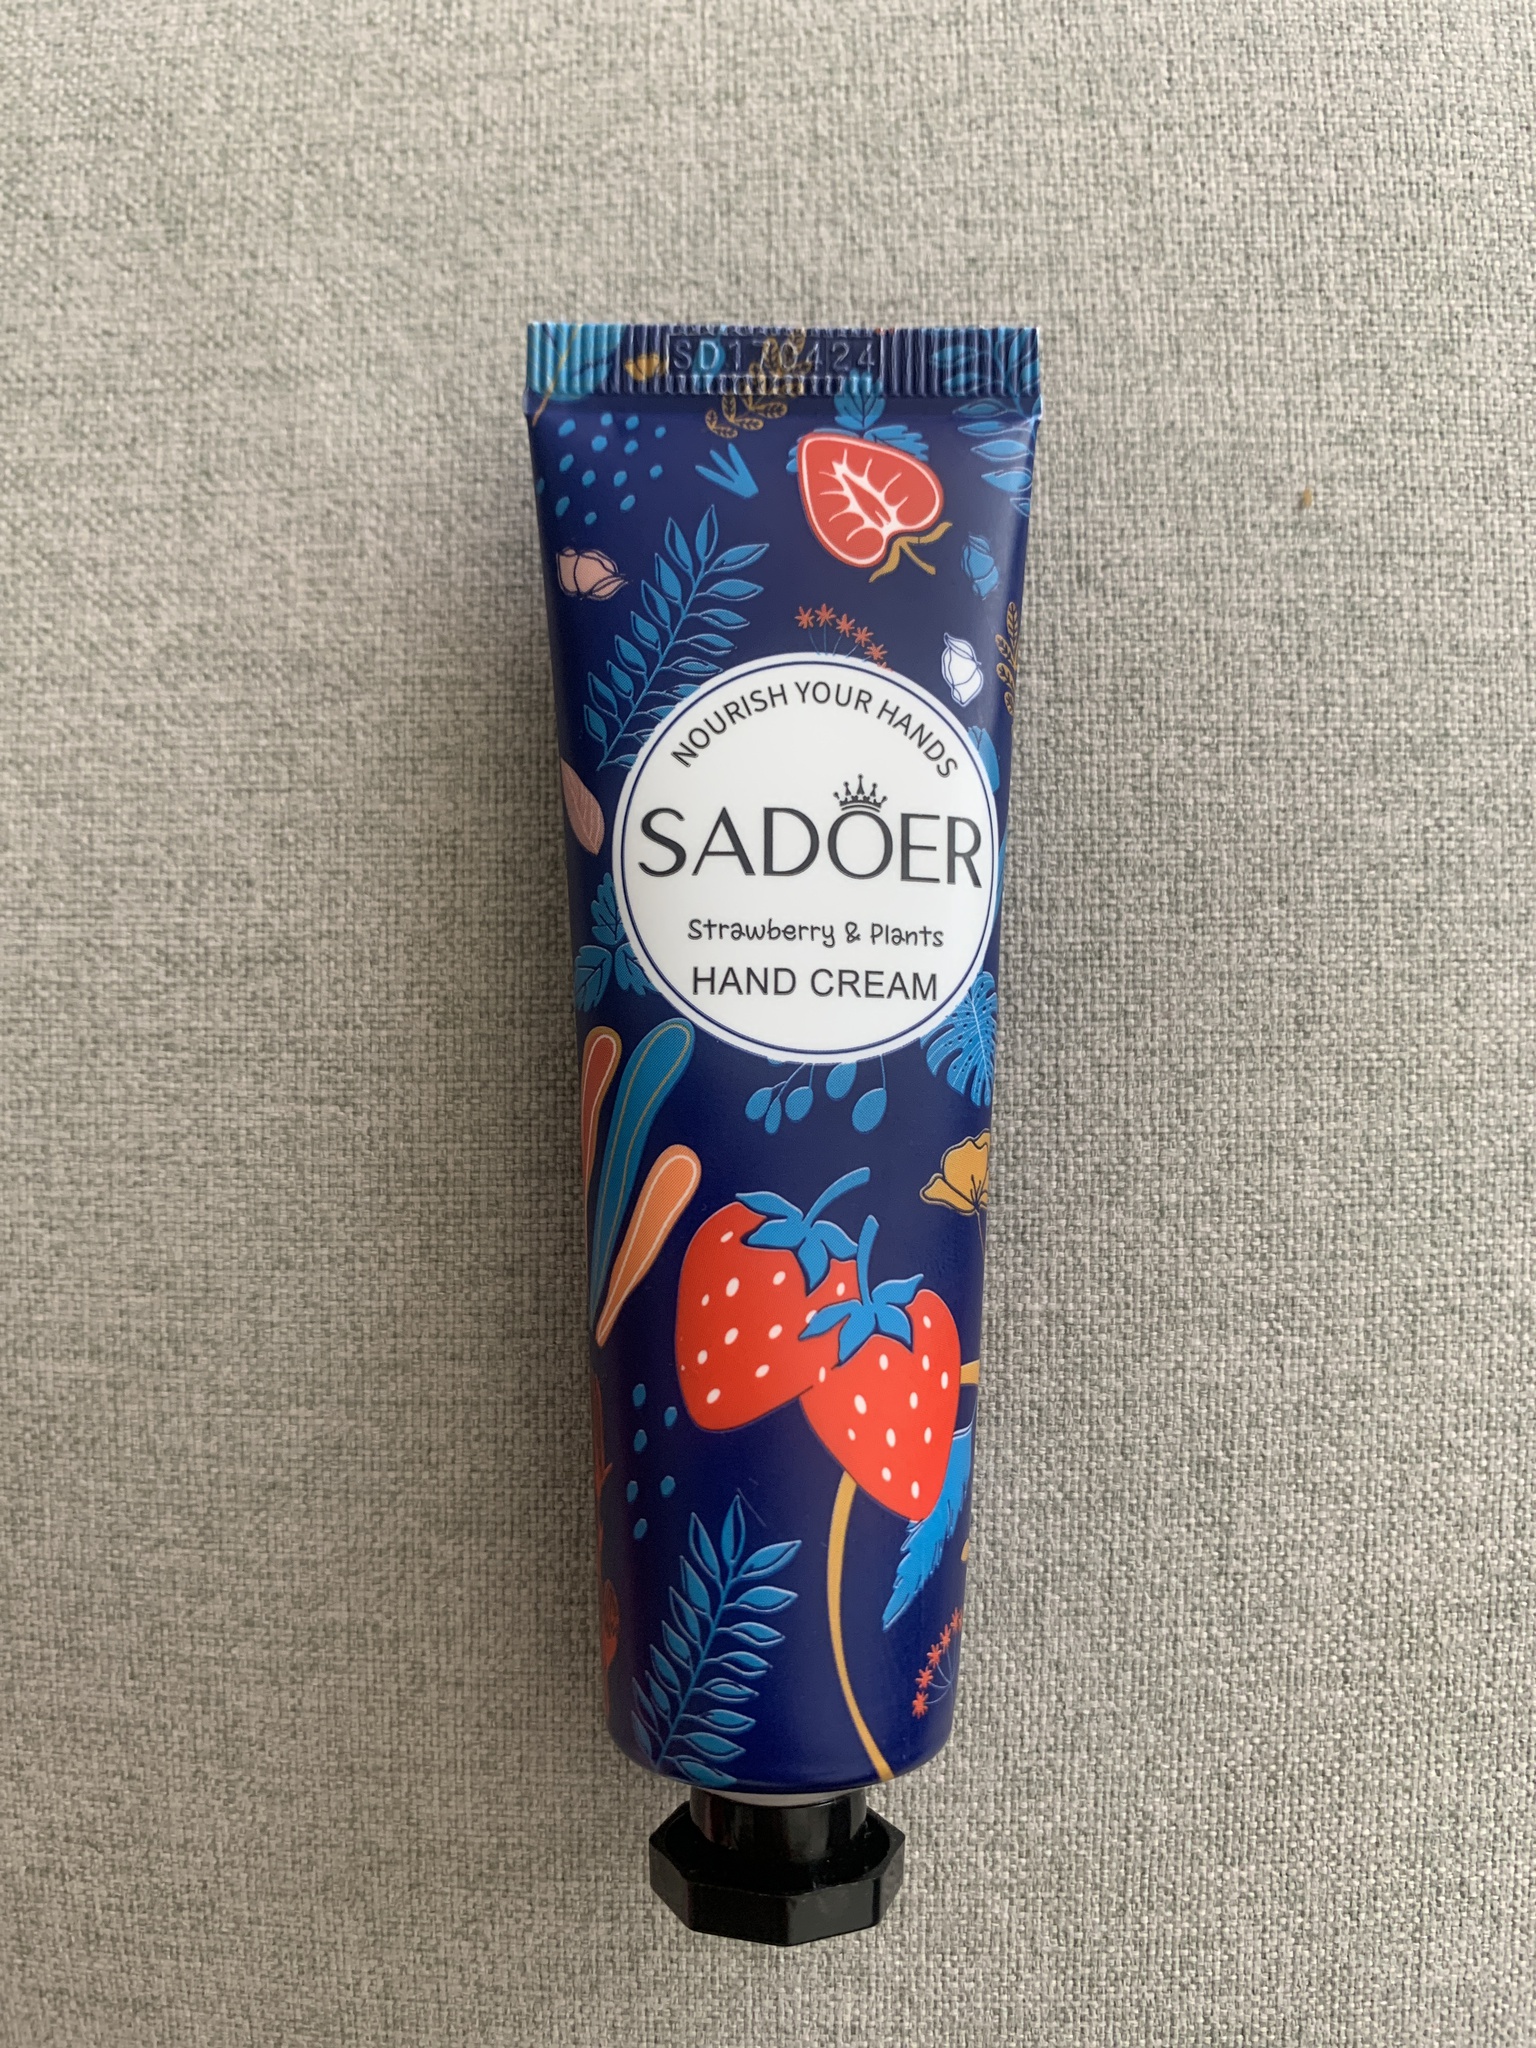 SD170424
NOURISH YOUR HANDS
SADOER
Strawberry & Plants
HAND CREAM